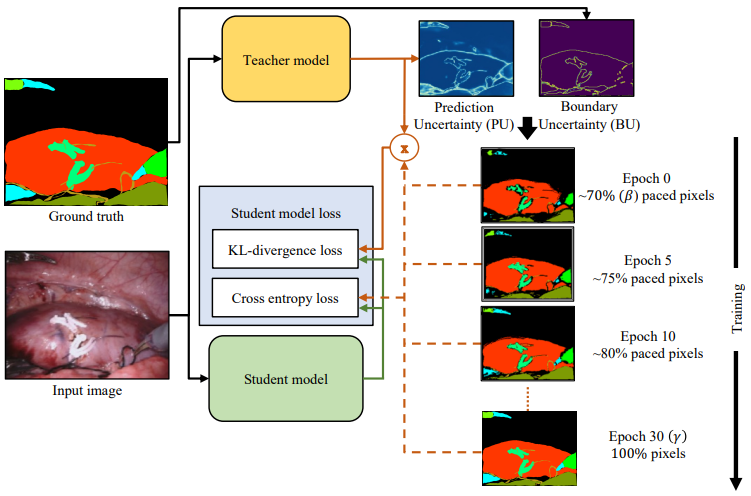 Teacher model
Prediction
Uncertainty (PU)
Boundary
Uncertainty (BU)
Ground truth
x
Epoch 0
~70% (β) paced pixels
Student model loss
KL-divergence loss
Cross entropy loss
Epoch 5
~75% paced pixels
Training
Epoch 10
~80% paced pixels
Student model
Input image
Epoch 30 (γ)
100% pixels